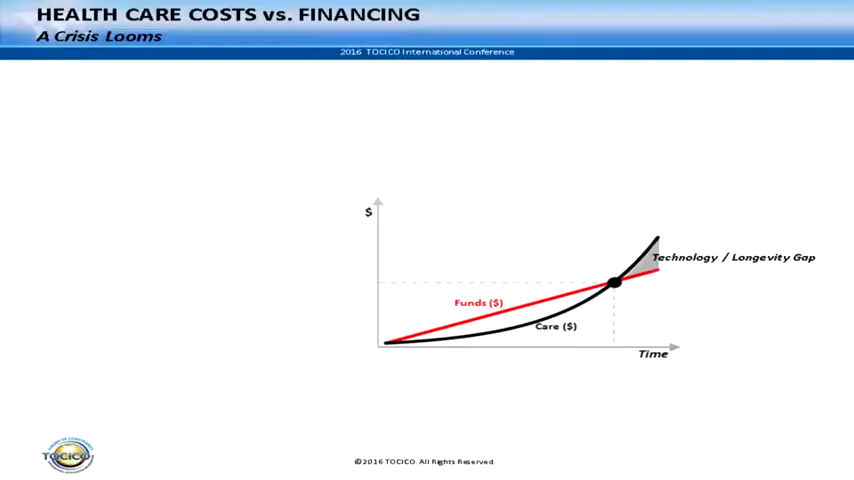 HEALTH CARE COSTS vs. FINANCING
A Crisis Looms
2016 TOCICO International Conference
$
Technology / Longevity Gap
Funds ($)
Care ($)
Time
TOCICO
©2016 TOCICO. All Rights Reserved.